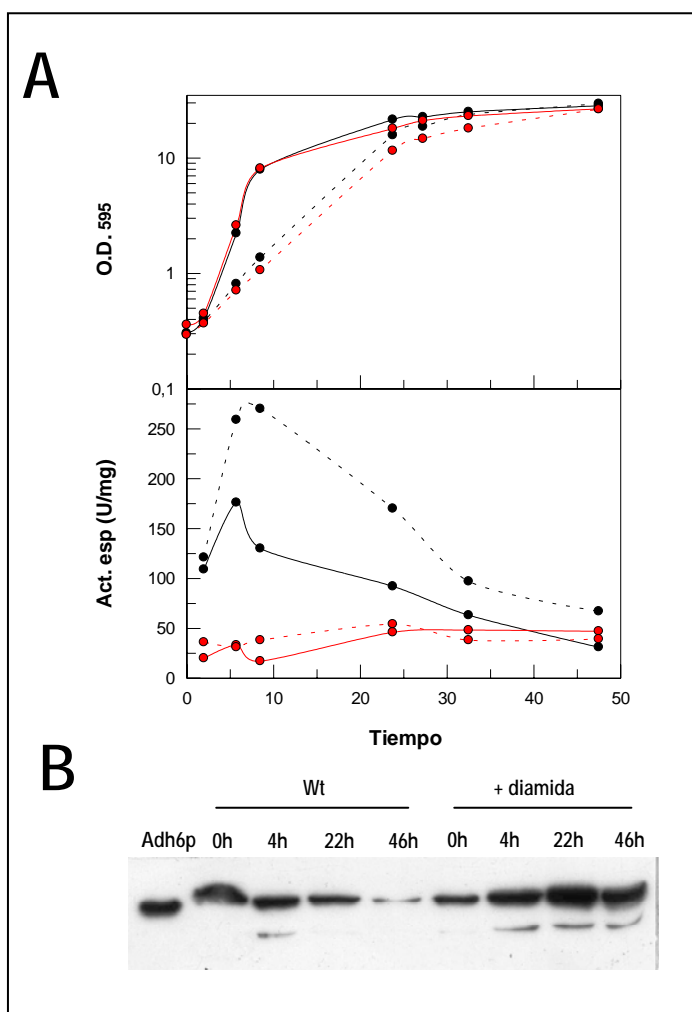 A
10
1
0,1
O.D. 595
250
200
150
100
50
0
Act. esp (U/mg)
0 10 20 30 40 50
Tiempo
B
Wt + diamida
Adh6p 0h 4h 22h 46h 0h 4h 22h 46h